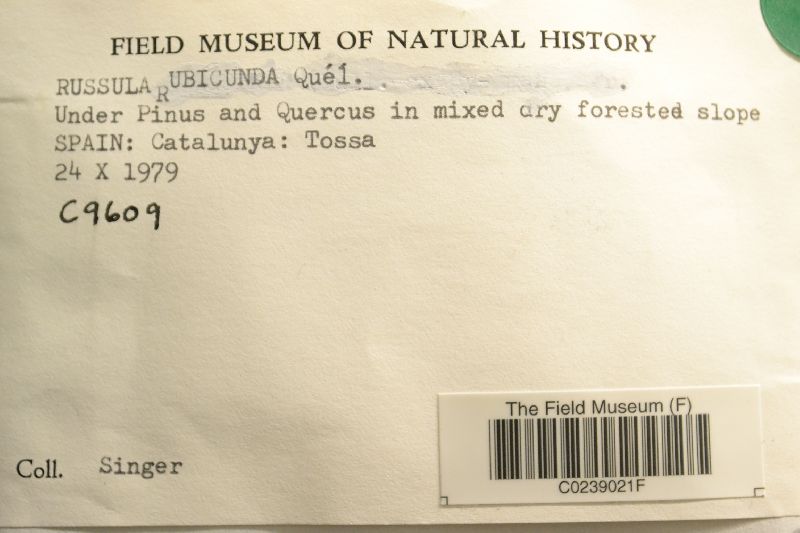 FIELD MUSEUM OF NATURAL HISTORY
RUSSULA RUBICUNDA Quél.
Under Pinus and Quercus in mixed dry forested slope
SPAIN: Catalunya: Tossa
24 X 1979
C9609
Coll. Singer
The Field Museum (F)
C0239021F